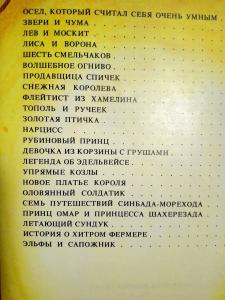 ОСЕЛ, КОТОРЫЙ СЧИТАЛ СЕБЯ ОЧЕНЬ УМНЫМ .
ЗВЕРИ И ЧУМА . . . . . . . .
ЛЕВ И МОСКИТ . . . . . . . .
ЛИСА И ВОРОНА . . . . . . .
ШЕСТЬ СМЕЛЬЧАКОВ . . . . . .
ВОЛШЕБНОЕ ОГНИВО . . . . . .
ПРОДАВЩИЦА СПИЧЕК . . . . . .
СНЕЖНАЯ КОРОЛЕВА . . . . . .
ФЛЕЙТИСТ ИЗ ХАМЕЛИНА . . . . .
ТОПОЛЬ И РУЧЕЕК . . . . . . .
ЗОЛОТАЯ ПТИЧКА . . . . . . .
НАРЦИСС . . . . . . . . .
РУБИНОВЫЙ ПРИНЦ . . . . . . .
ДЕВОЧКА ИЗ КОРЗИНЫ С ГРУШАМИ . . .
ЛЕГЕНДА ОБ ЭДЕЛЬВЕЙСЕ . . . . .
УПРЯМЫЕ КОЗЛЫ . . . . . . .
НОВОЕ ПЛАТЬЕ КОРОЛЯ . . . . .
ОЛОВЯННЫЙ СОЛДАТИК . . . . . .
СЕМЬ ПУТЕШЕСТВИЙ СИНБАДА-МОРЕХОДА .
ПРИНЦ ОМАР И ПРИНЦЕССА ШАХЕРЕЗАДА .
ЛЕТАЮЩИЙ СУНДУК . . . . . .
ИСТОРИЯ О ХИТРОМ ФЕРМЕРЕ . . . .
ЭЛЬФЫ И САПОЖНИК . . . . . .